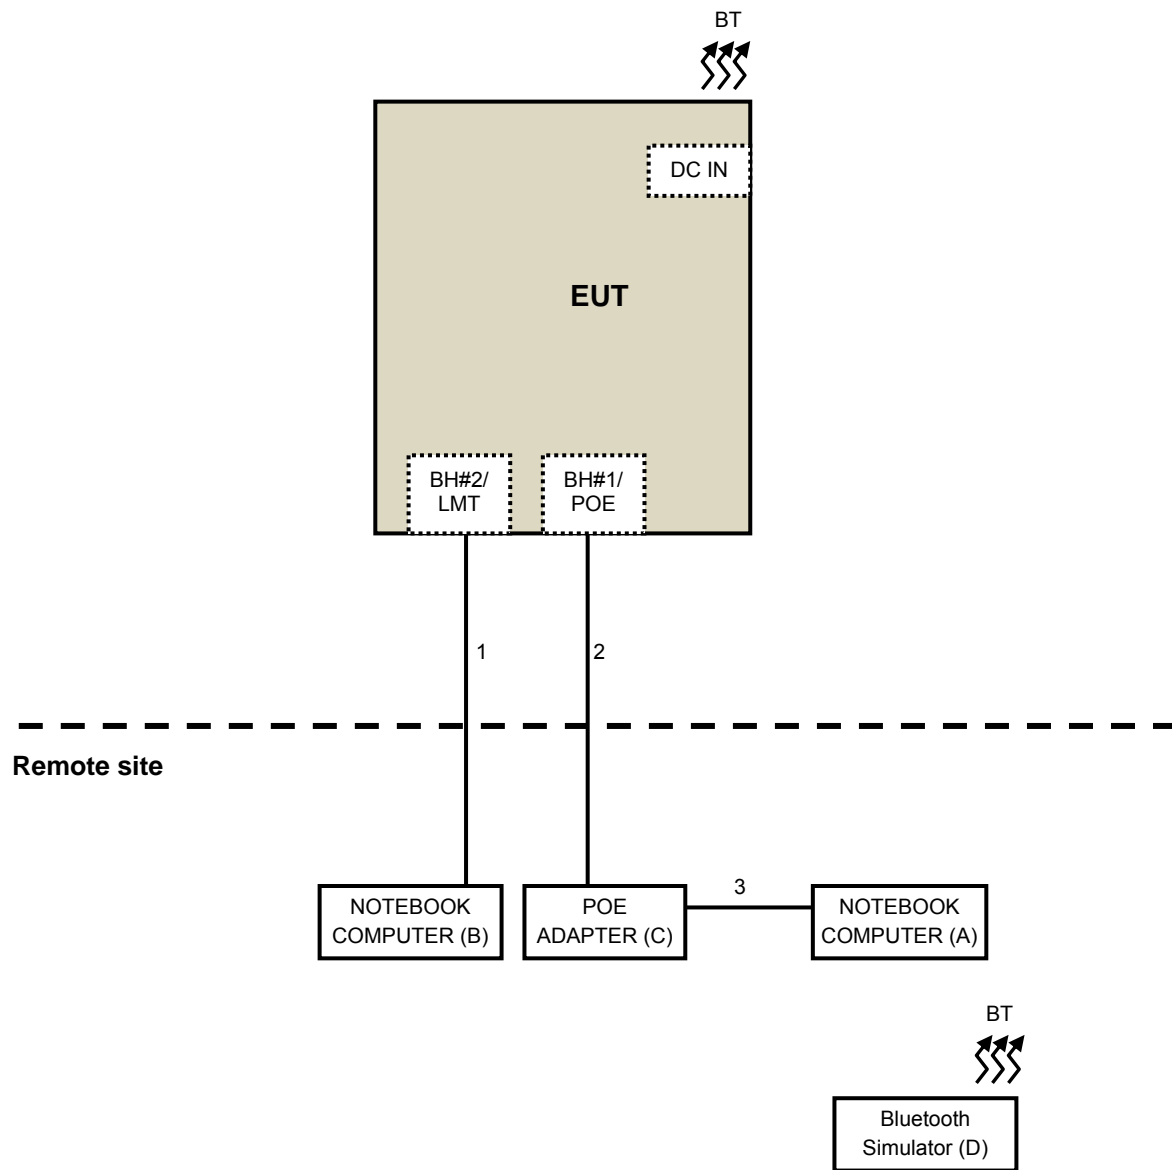 BT
DC IN
EUT
BH#2/
LMT
BH#1/
POE
1
2
Remote site
NOTEBOOK
COMPUTER (B)
POE
ADAPTER (C)
3
NOTEBOOK
COMPUTER (A)
BT
Bluetooth
Simulator (D)